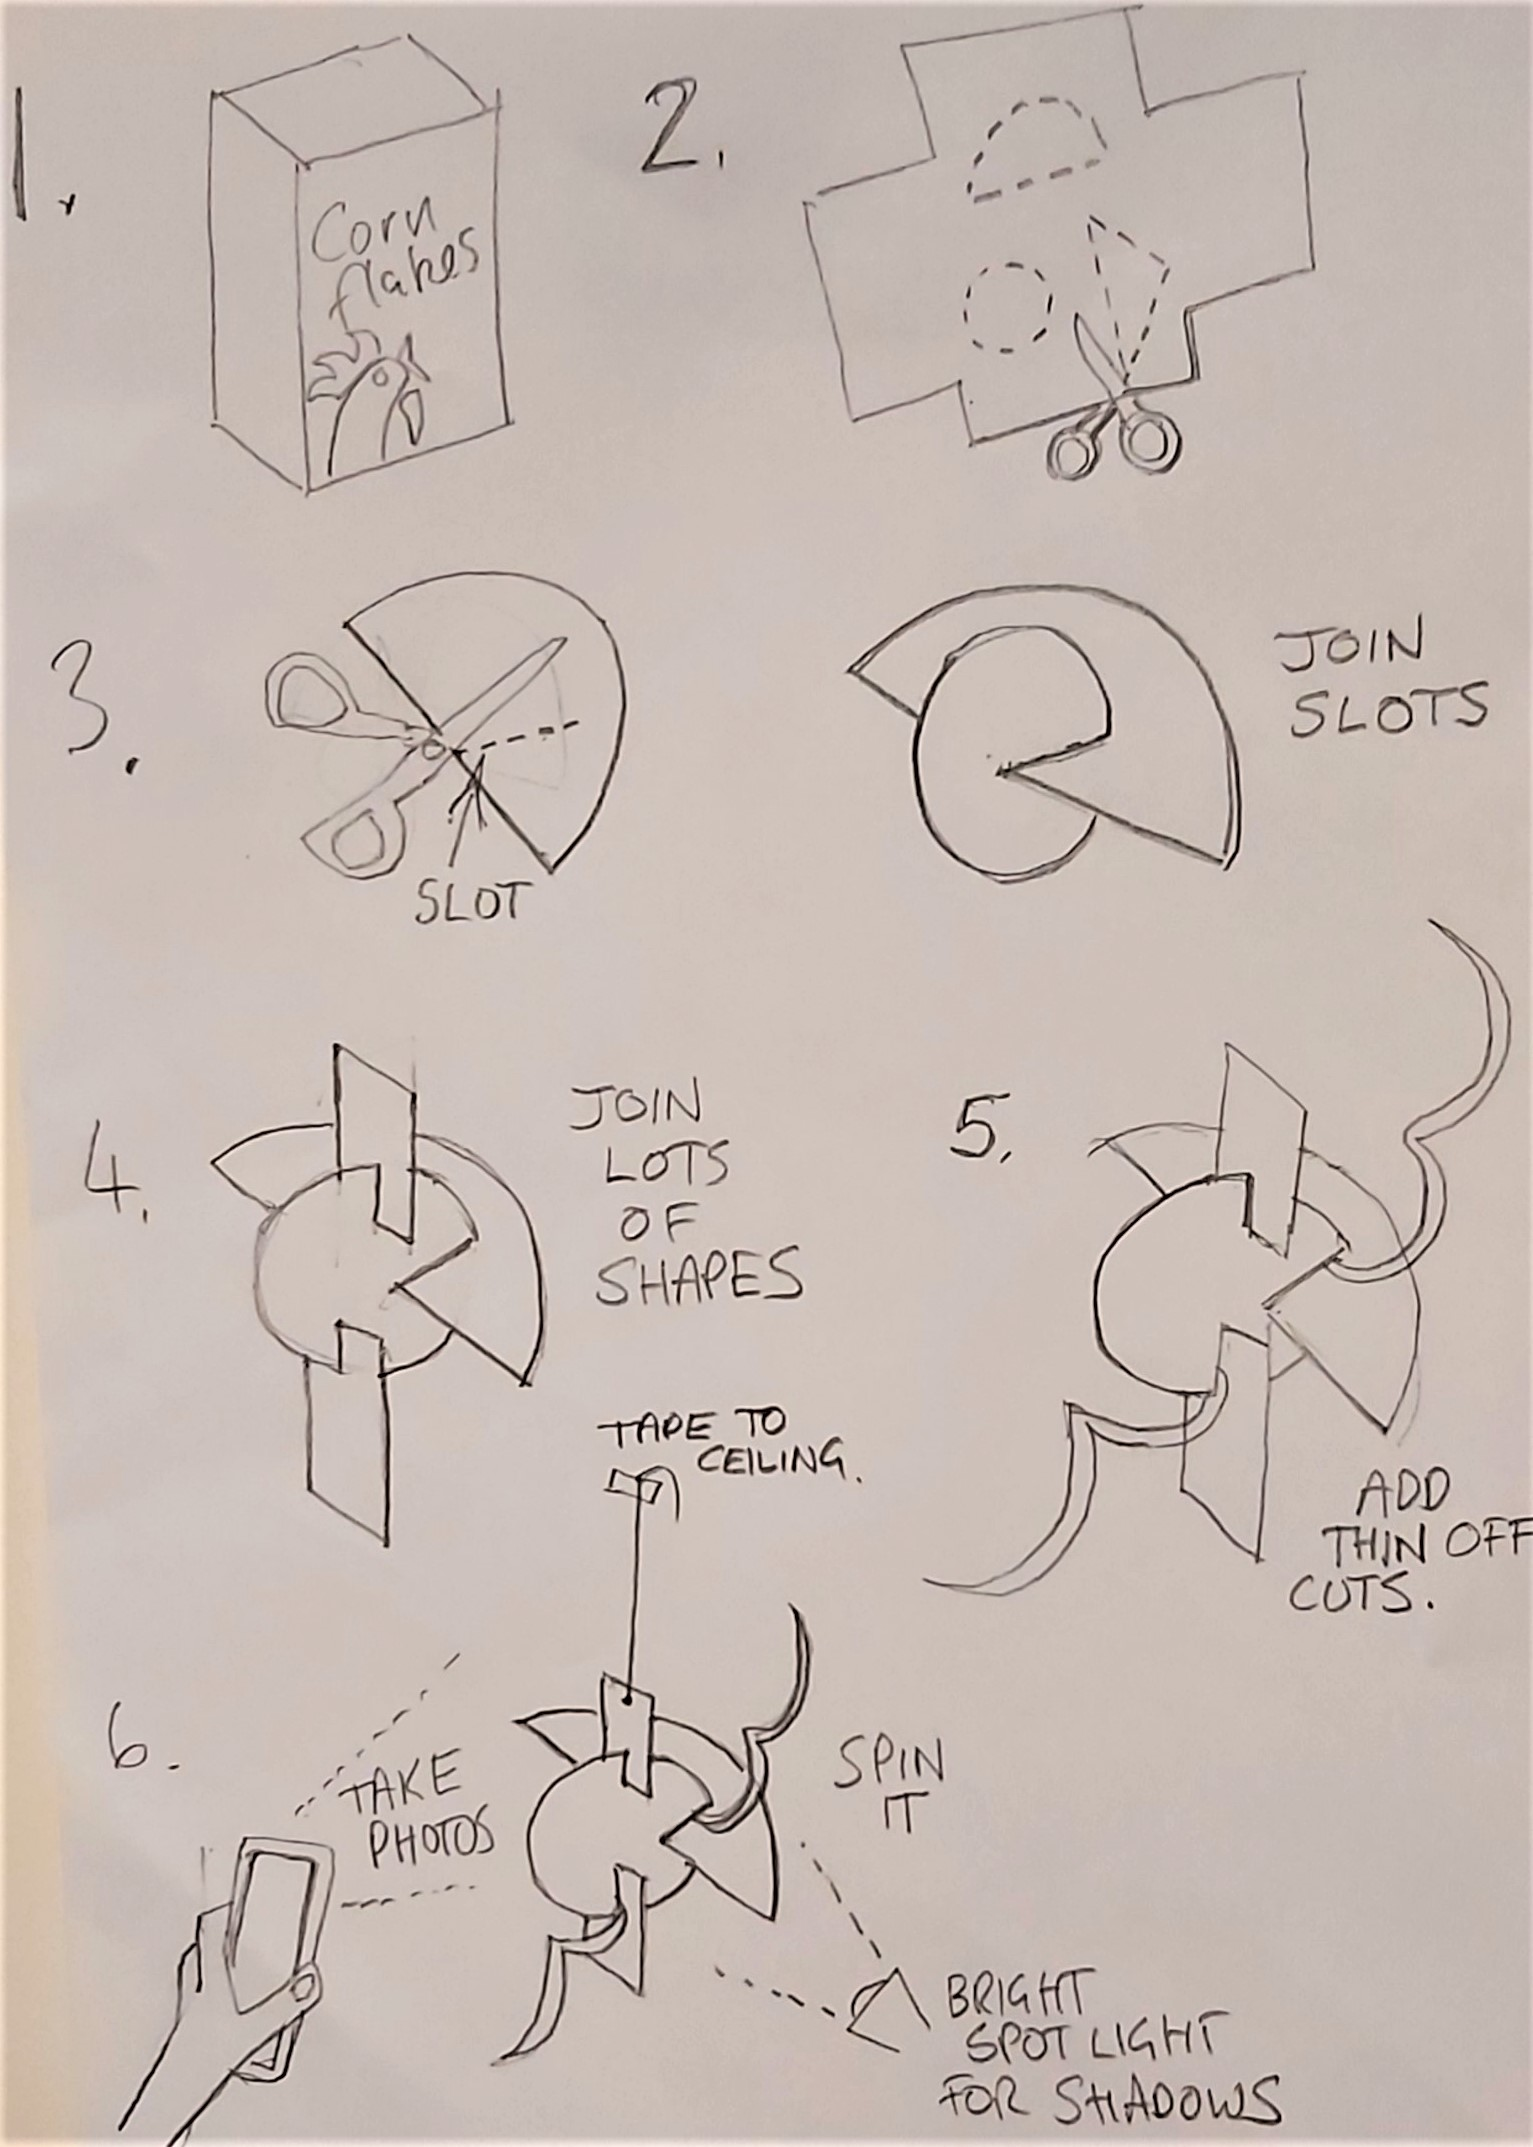 1.
Corn
flakes
2.
3.
SLOT
JOIN
SLOTS
4.
JOIN
LOTS
OF
SHAPES
5.
ADD
THIN OFF
CUTS.
6.
TAPE TO
CEILING.
TAKE
PHOTOS
SPIN
IT
BRIGHT
SPOT LIGHT
FOR SHADOWS